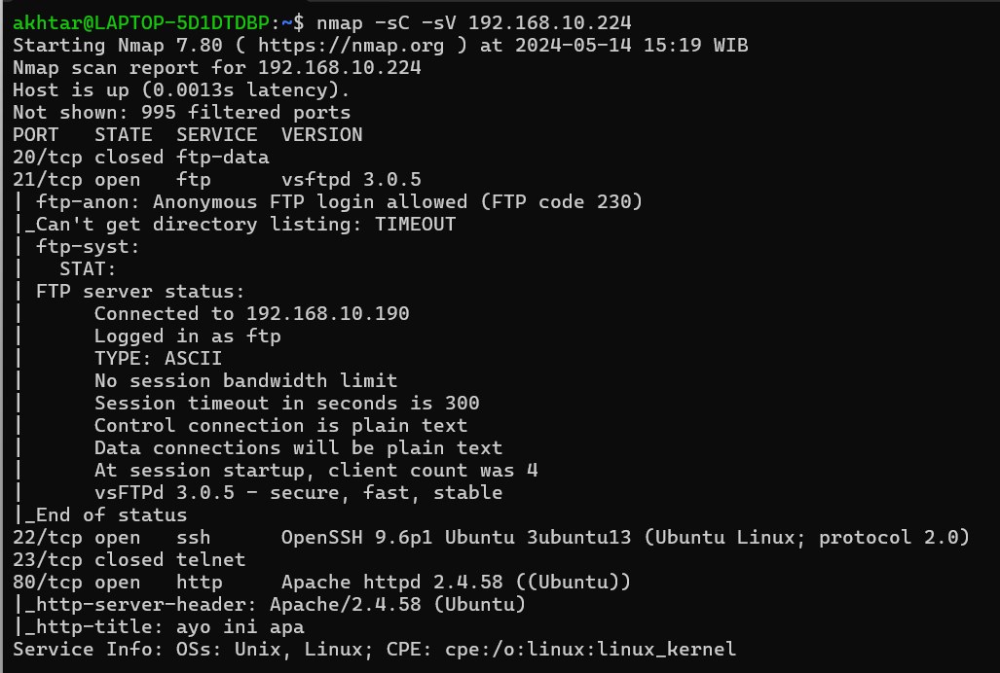 akhtar@LAPTOP-5D1DTDBP:~$ nmap -sC -sV 192.168.10.224
Starting Nmap 7.80 ( https://nmap.org ) at 2024-05-14 15:19 WIB
Nmap scan report for 192.168.10.224
Host is up (0.0013s latency).
Not shown: 995 filtered ports
PORT   STATE  SERVICE  VERSION
20/tcp closed ftp-data
21/tcp open   ftp      vsftpd 3.0.5
| ftp-anon: Anonymous FTP login allowed (FTP code 230)
|_Can't get directory listing: TIMEOUT
| ftp-syst:
|   STAT:
| FTP server status:
|      Connected to 192.168.10.190
|      Logged in as ftp
|      TYPE: ASCII
|      No session bandwidth limit
|      Session timeout in seconds is 300
|      Control connection is plain text
|      Data connections will be plain text
|      At session startup, client count was 4
|      vsFTPd 3.0.5 - secure, fast, stable
|_End of status
22/tcp open   ssh      OpenSSH 9.6p1 Ubuntu 3ubuntu13 (Ubuntu Linux; protocol 2.0)
23/tcp closed telnet
80/tcp open   http     Apache httpd 2.4.58 ((Ubuntu))
|_http-server-header: Apache/2.4.58 (Ubuntu)
|_http-title: ayo ini apa
Service Info: OSs: Unix, Linux; CPE: cpe:/o:linux:linux_kernel